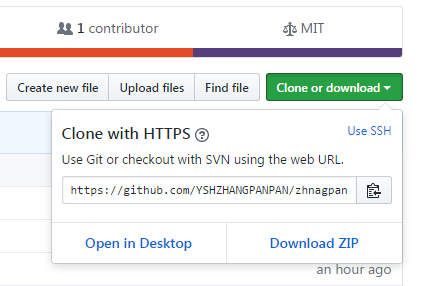 1 contributor
MIT
Create new file
Upload files
Find file
Clone or download
Clone with HTTPS
Use SSH
Use Git or checkout with SVN using the web URL.
https://github.com/YSHZHANGPANPAN/zhnagpan
Open in Desktop
Download ZIP
an hour ago